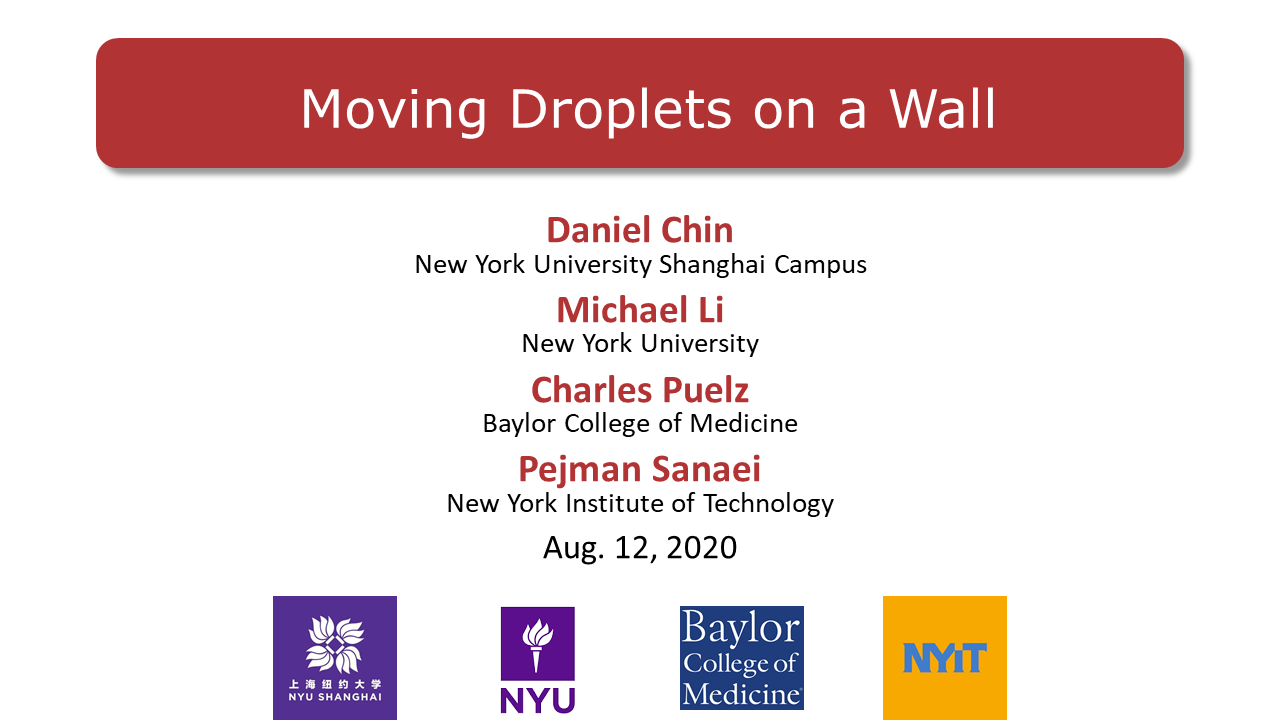 Moving Droplets on a Wall
Daniel Chin
New York University Shanghai Campus
Michael Li
New York University
Charles Puelz
Baylor College of Medicine
Pejman Sanaei
New York Institute of Technology
Aug. 12, 2020
上海纽约大学
NYU SHANGHAI
NYU
Baylor
College of
Medicine
NYiT